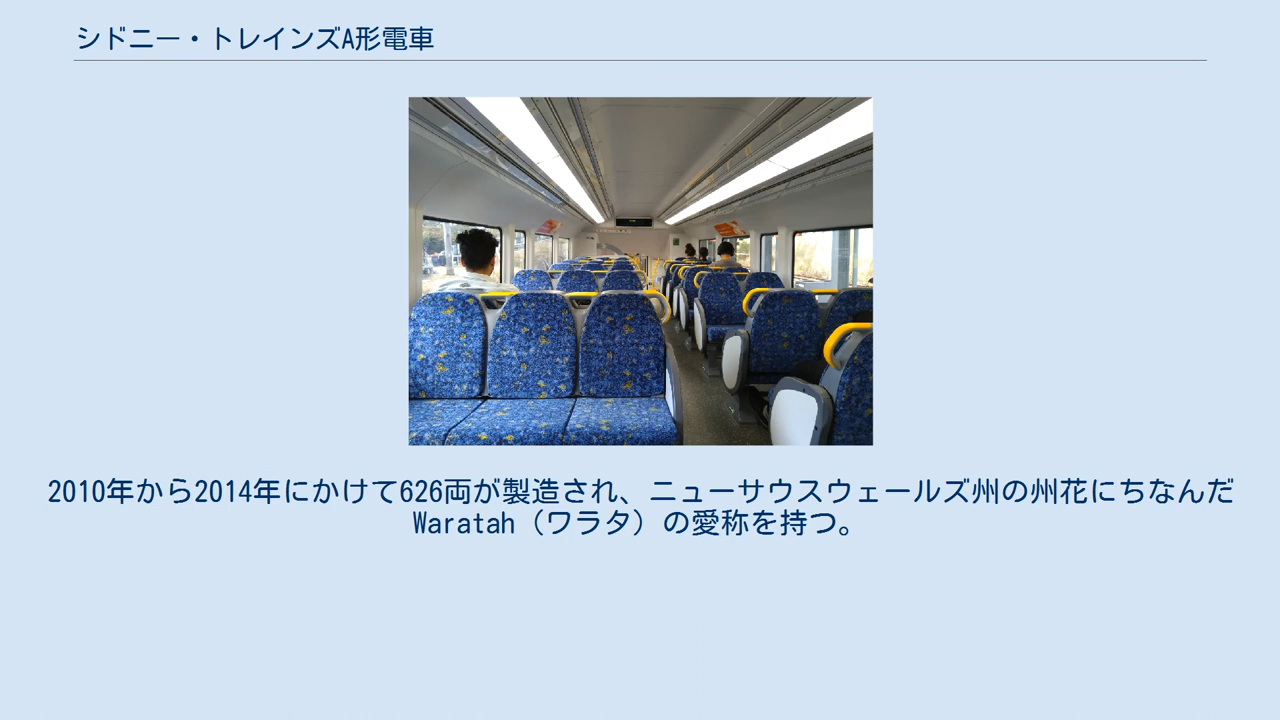 シドニー・トレインズA形電車
2010年から2014年にかけて626両が製造され、ニューサウスウェールズ州の州花にちなんだ
Waratah（ワラタ）の愛称を持つ。